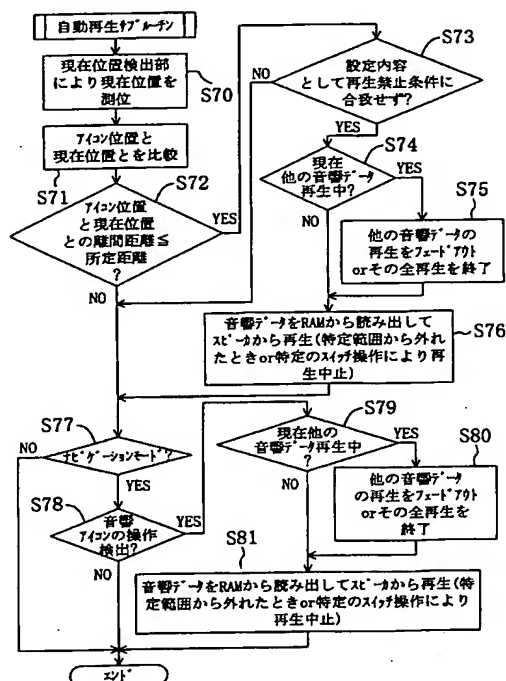 自動再生サブルーチン
現在位置検出部
により現在位置を
測位
S70
アイコン位置と
現在位置とを比較
S71
S72
アイコン位置
と現在位置
との離間距離≦
所定距離
?
YES
NO
S73
設定内容
として再生禁止条件に
合致せず?
NO
YES
S74
現在
他の音響データ
再生中?
YES
NO
S75
他の音響データの
再生をフェードアウト
orその全再生を終了
音響データをRAMから読み出して
スピーカから再生(特定範囲から外れ
たときor特定のスイッチ操作により再
生中止)
S76
S77
NO
ナビゲーションモード?
YES
S78
音響
アイコンの操作
検出?
YES
NO
S79
現在他の
音響データ再生中
?
YES
NO
S80
他の音響データ
の再生をフェードアウト
orその全再生を
終了
S81
音響データをRAMから読み出してスピーカから再生(特
定範囲から外れたときor特定のスイッチ操作により
再生中止)
エンド